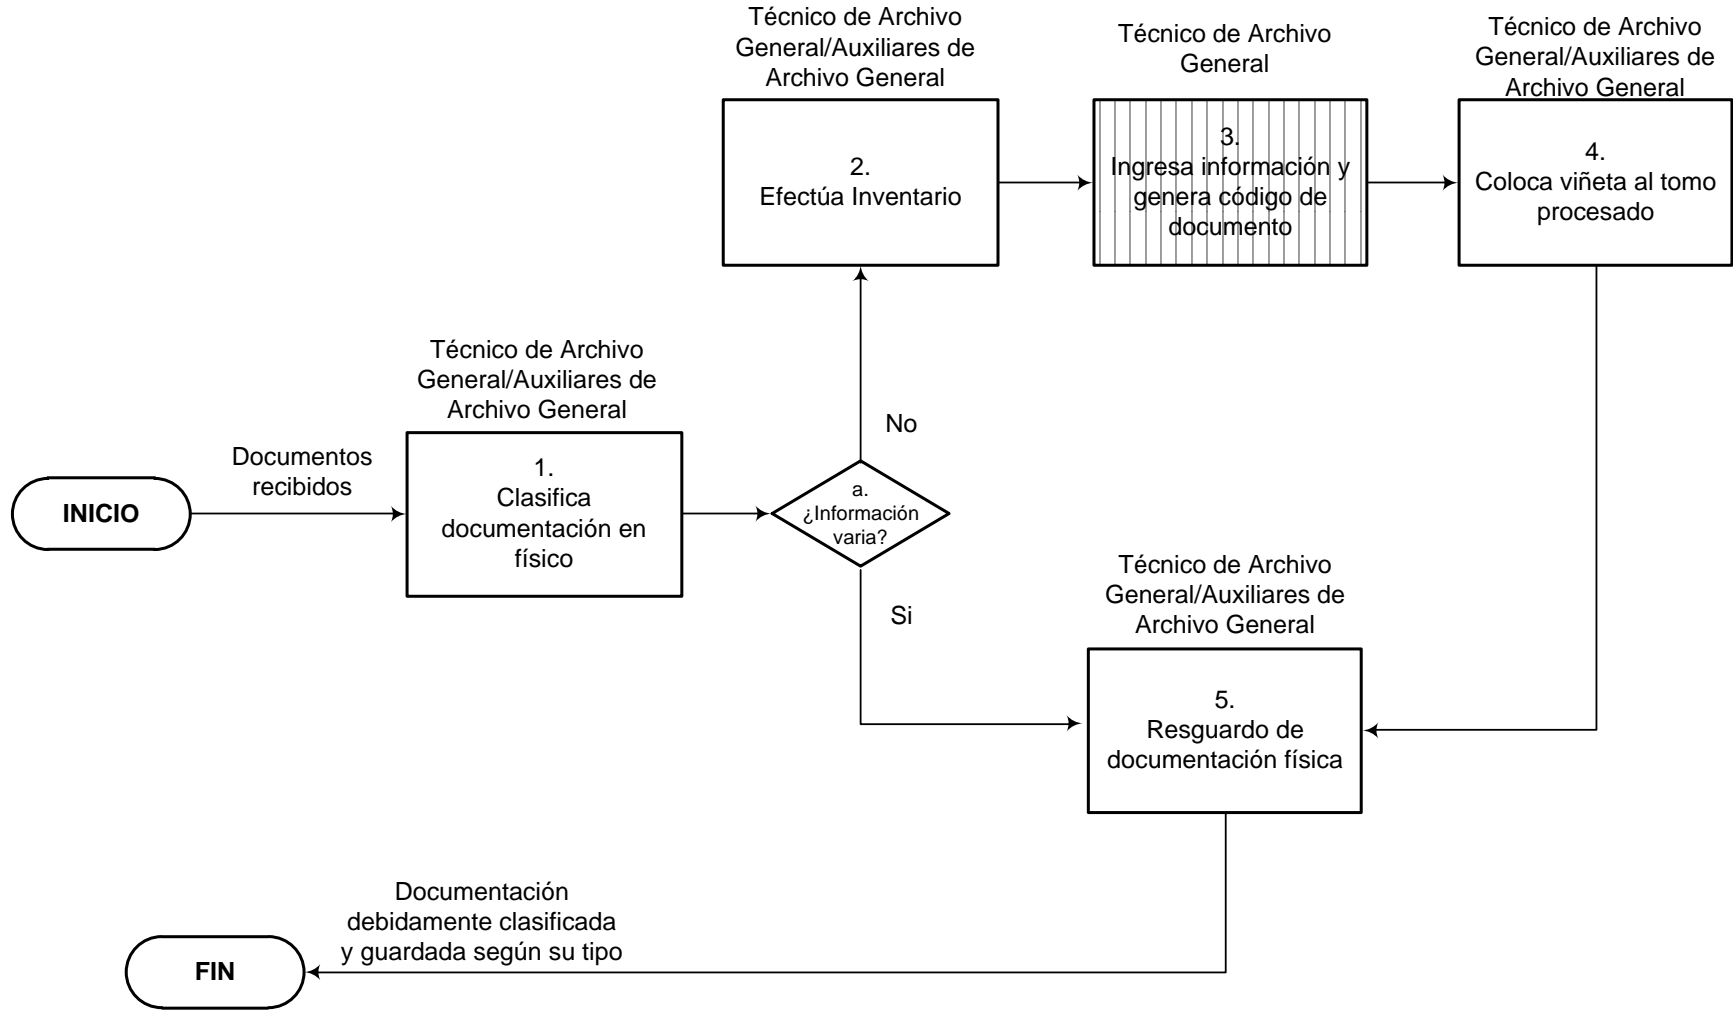 Técnico de Archivo
General/Auxiliares de
Archivo General
2.
Efectúa Inventario
Técnico de Archivo
General
3.
Ingresa información y
genera código de
documento
Técnico de Archivo
General/Auxiliares de
Archivo General
4.
Coloca viñeta al tomo
procesado
INICIO
Documentos
recibidos
Técnico de Archivo
General/Auxiliares de
Archivo General
1.
Clasifica
documentación en
físico
No
a.
¿Información
varia?
Si
Técnico de Archivo
General/Auxiliares de
Archivo General
5.
Resguardo de
documentación física
Documentación
debidamente clasificada
y guardada según su tipo
FIN